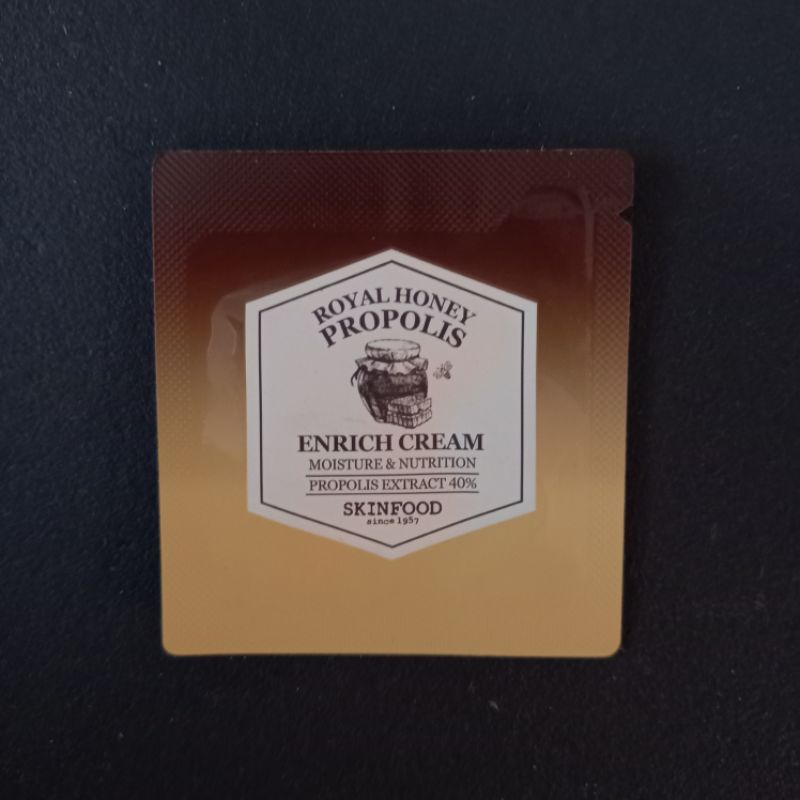 ROYAL HONEY
PROPOLIS
ENRICH CREAM
MOISTURE & NUTRITION
PROPOLIS EXTRACT 40%
SKINFOOD
since 1957